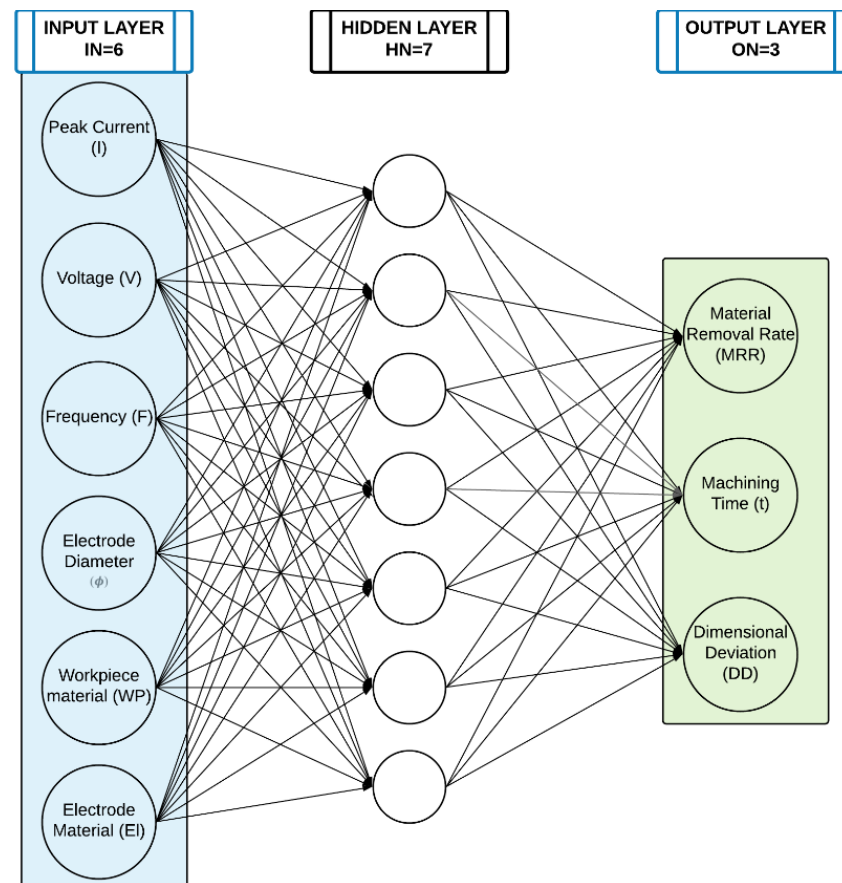 INPUT LAYER
IN=6
HIDDEN LAYER
HN=7
OUTPUT LAYER
ON=3
Peak Current
(I)
Voltage (V)
Frequency (F)
Electrode
Diameter
(ϕ)
Workpiece
material (WP)
Electrode
Material (El)
Material
Removal Rate
(MRR)
Machining
Time (t)
Dimensional
Deviation
(DD)